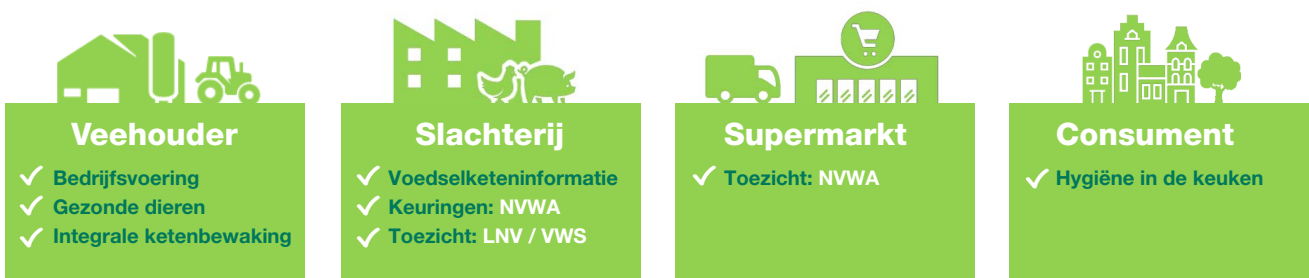 Veehouder
Bedrijfsvoering
Gezonde dieren
Integrale ketenbewaking
Slachterij
Voedselketeninformatie
Keuringen: NVWA
Toezicht: LNV / VWS
Supermarkt
Toezicht: NVWA
Consument
Hygiëne in de keuken